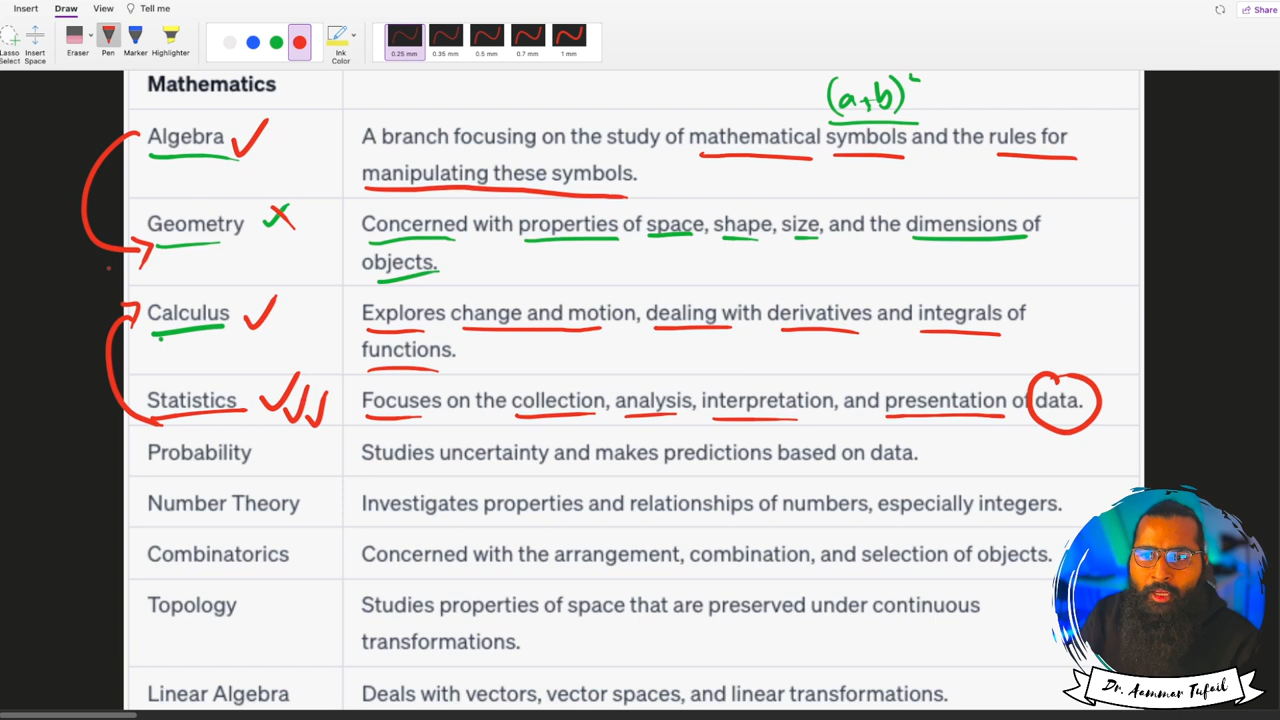 Insert Draw View Tell me
Share
Lasso Select
Insert Space
Eraser
Pen
Marker
Highlighter
Ink Color
0.25 mm
0.35 mm
0.5 mm
0.7 mm
1 mm
Mathematics
(a+b)²
Algebra
A branch focusing on the study of mathematical symbols and the rules for
manipulating these symbols.
Geometry
Concerned with properties of space, shape, size, and the dimensions of
objects.
Calculus
Explores change and motion, dealing with derivatives and integrals of
functions.
Statistics
Focuses on the collection, analysis, interpretation, and presentation of data.
Probability
Studies uncertainty and makes predictions based on data.
Number Theory
Investigates properties and relationships of numbers, especially integers.
Combinatorics
Concerned with the arrangement, combination, and selection of objects.
Topology
Studies properties of space that are preserved under continuous
transformations.
Linear Algebra
Deals with vectors, vector spaces, and linear transformations.
Dr. Aammar Tufail